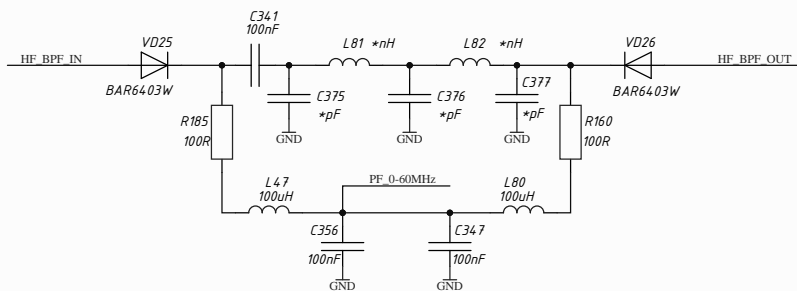 C341
100nF
VD25
L81 *nH
L82 *nH
VD26
HF_BPF_IN
HF_BPF_OUT
BAR6403W
C375
*pF
GND
C376
*pF
GND
C377
*pF
GND
BAR6403W
R185
100R
R160
100R
L47
100uH
PF_0-60MHz
L80
100uH
C356
100nF
GND
C347
100nF
GND